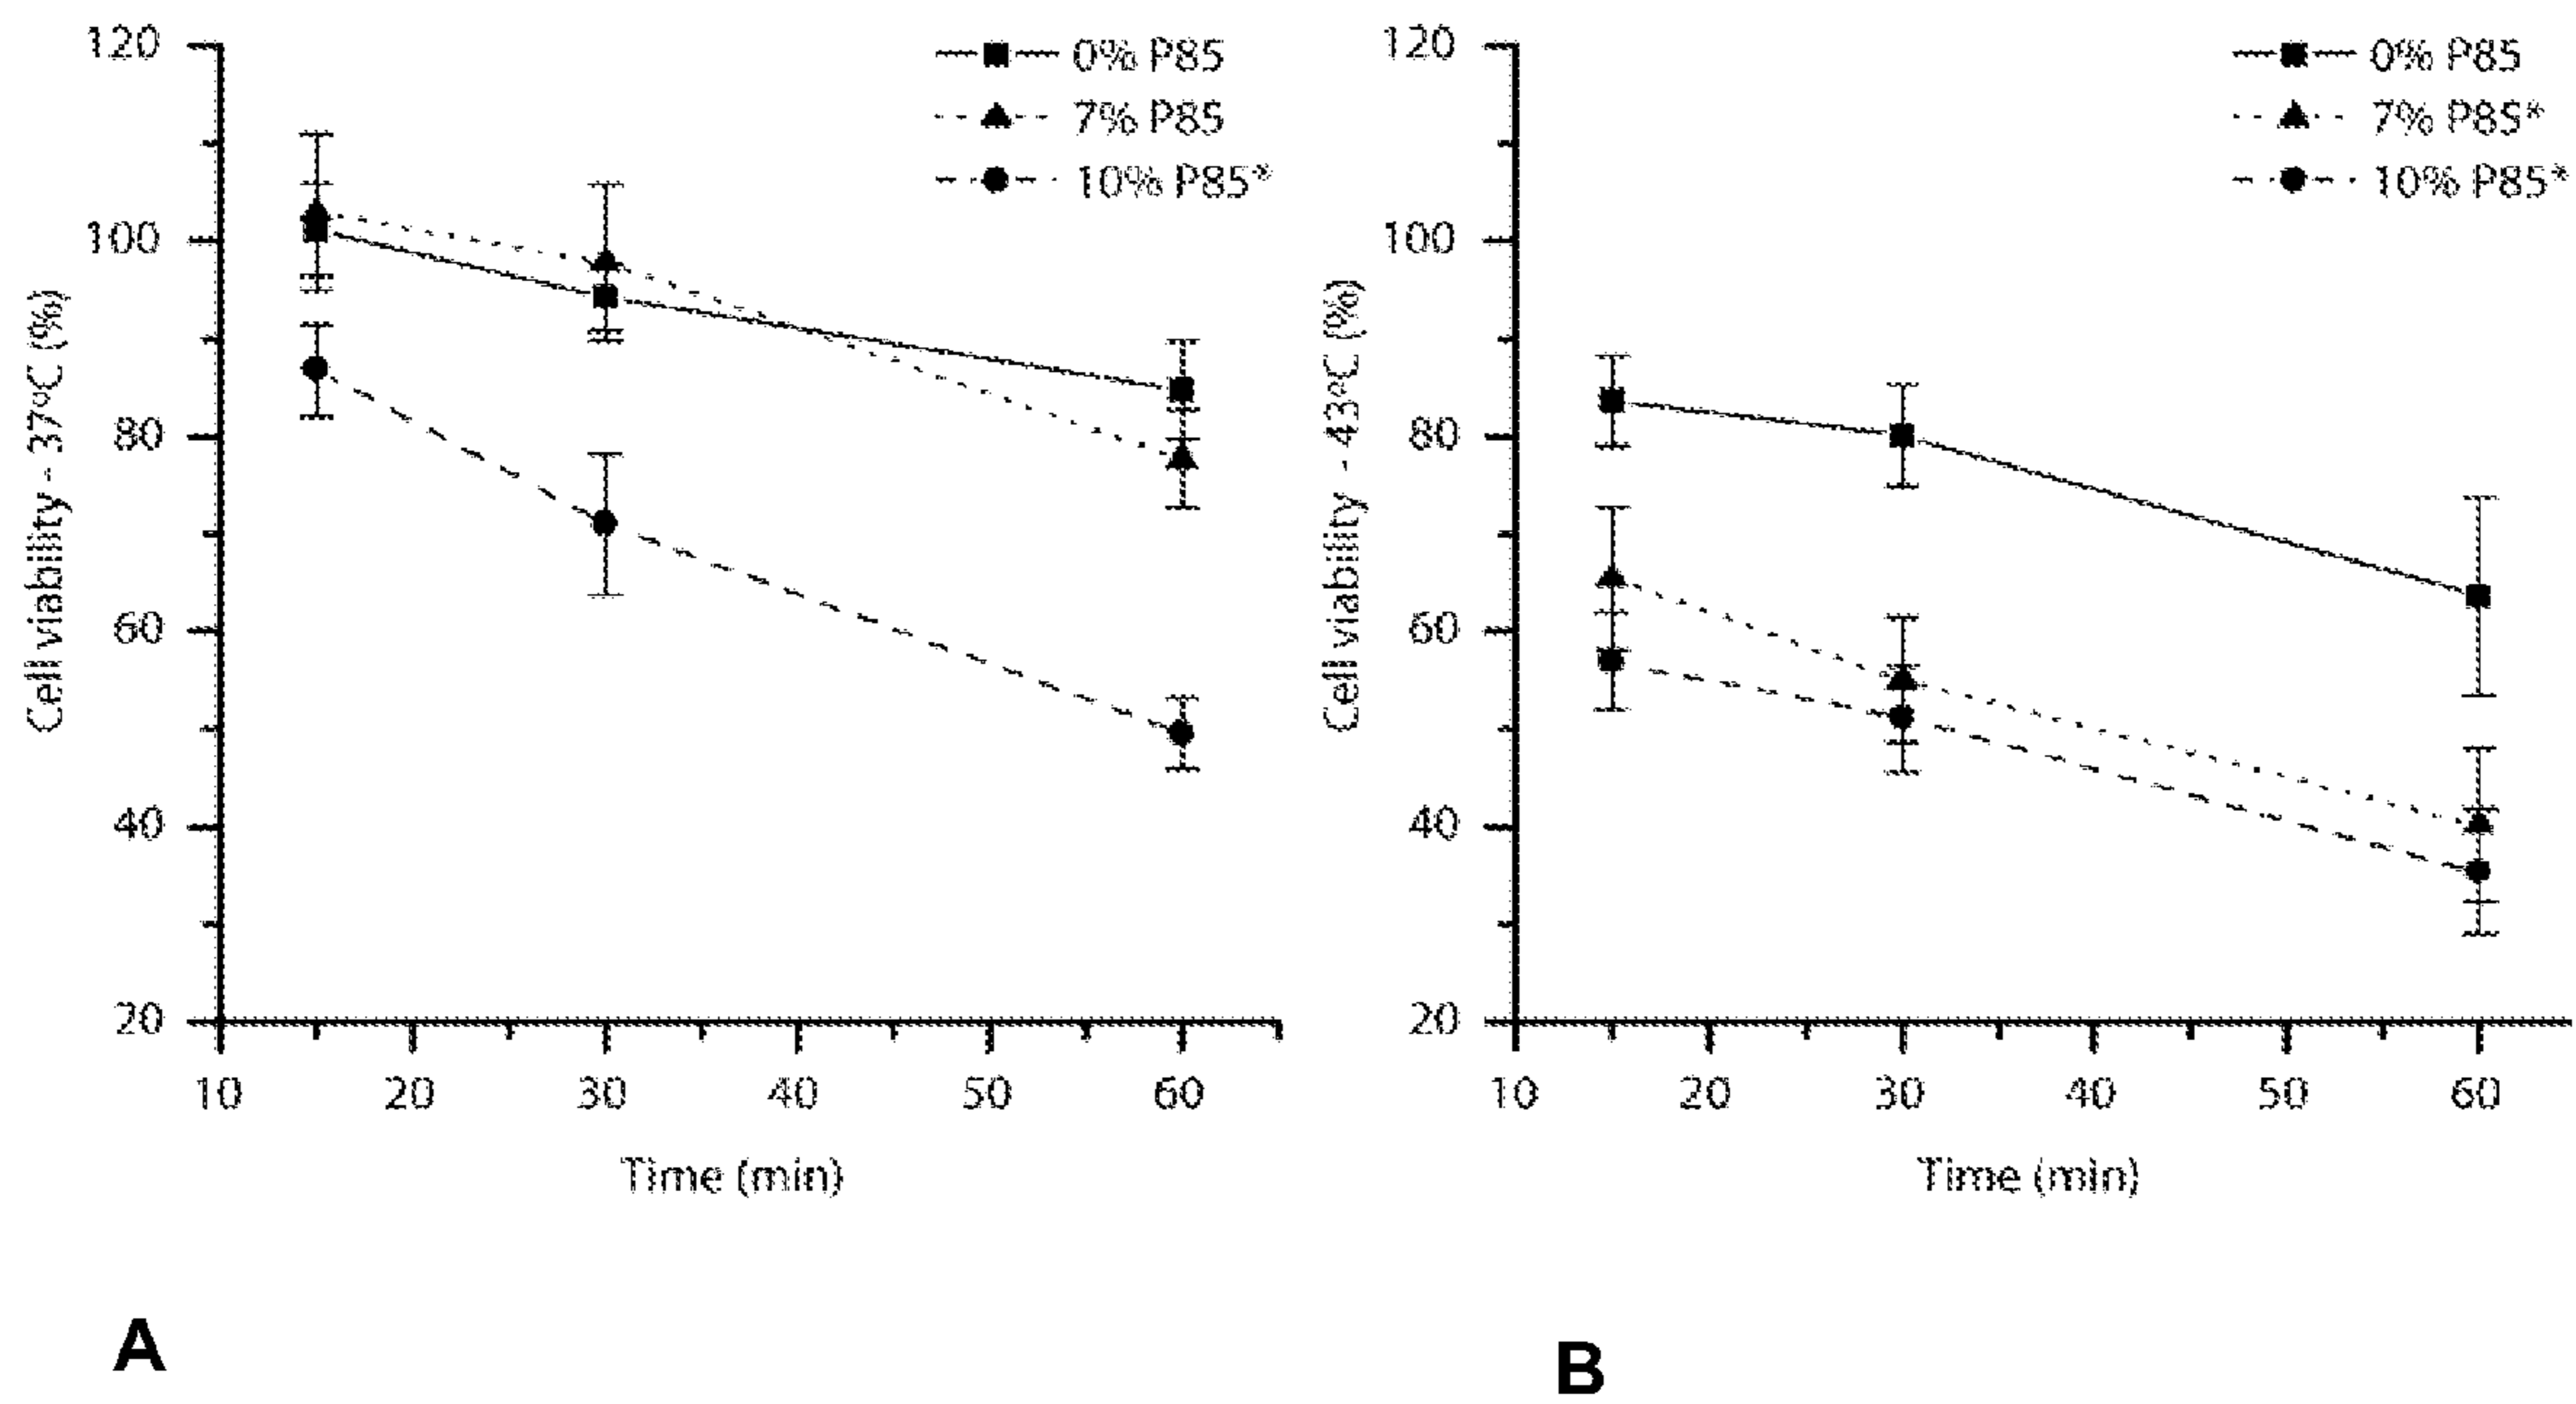 120
100
80
60
40
20
10 20 30 40 50 60
Cell viability - 37ºC (%)
Time (min)
0% P85
7% P85
10% P85*
A
120
100
80
60
40
20
10 20 30 40 50 60
Cell viability - 43ºC (%)
Time (min)
0% P85
7% P85*
10% P85*
B